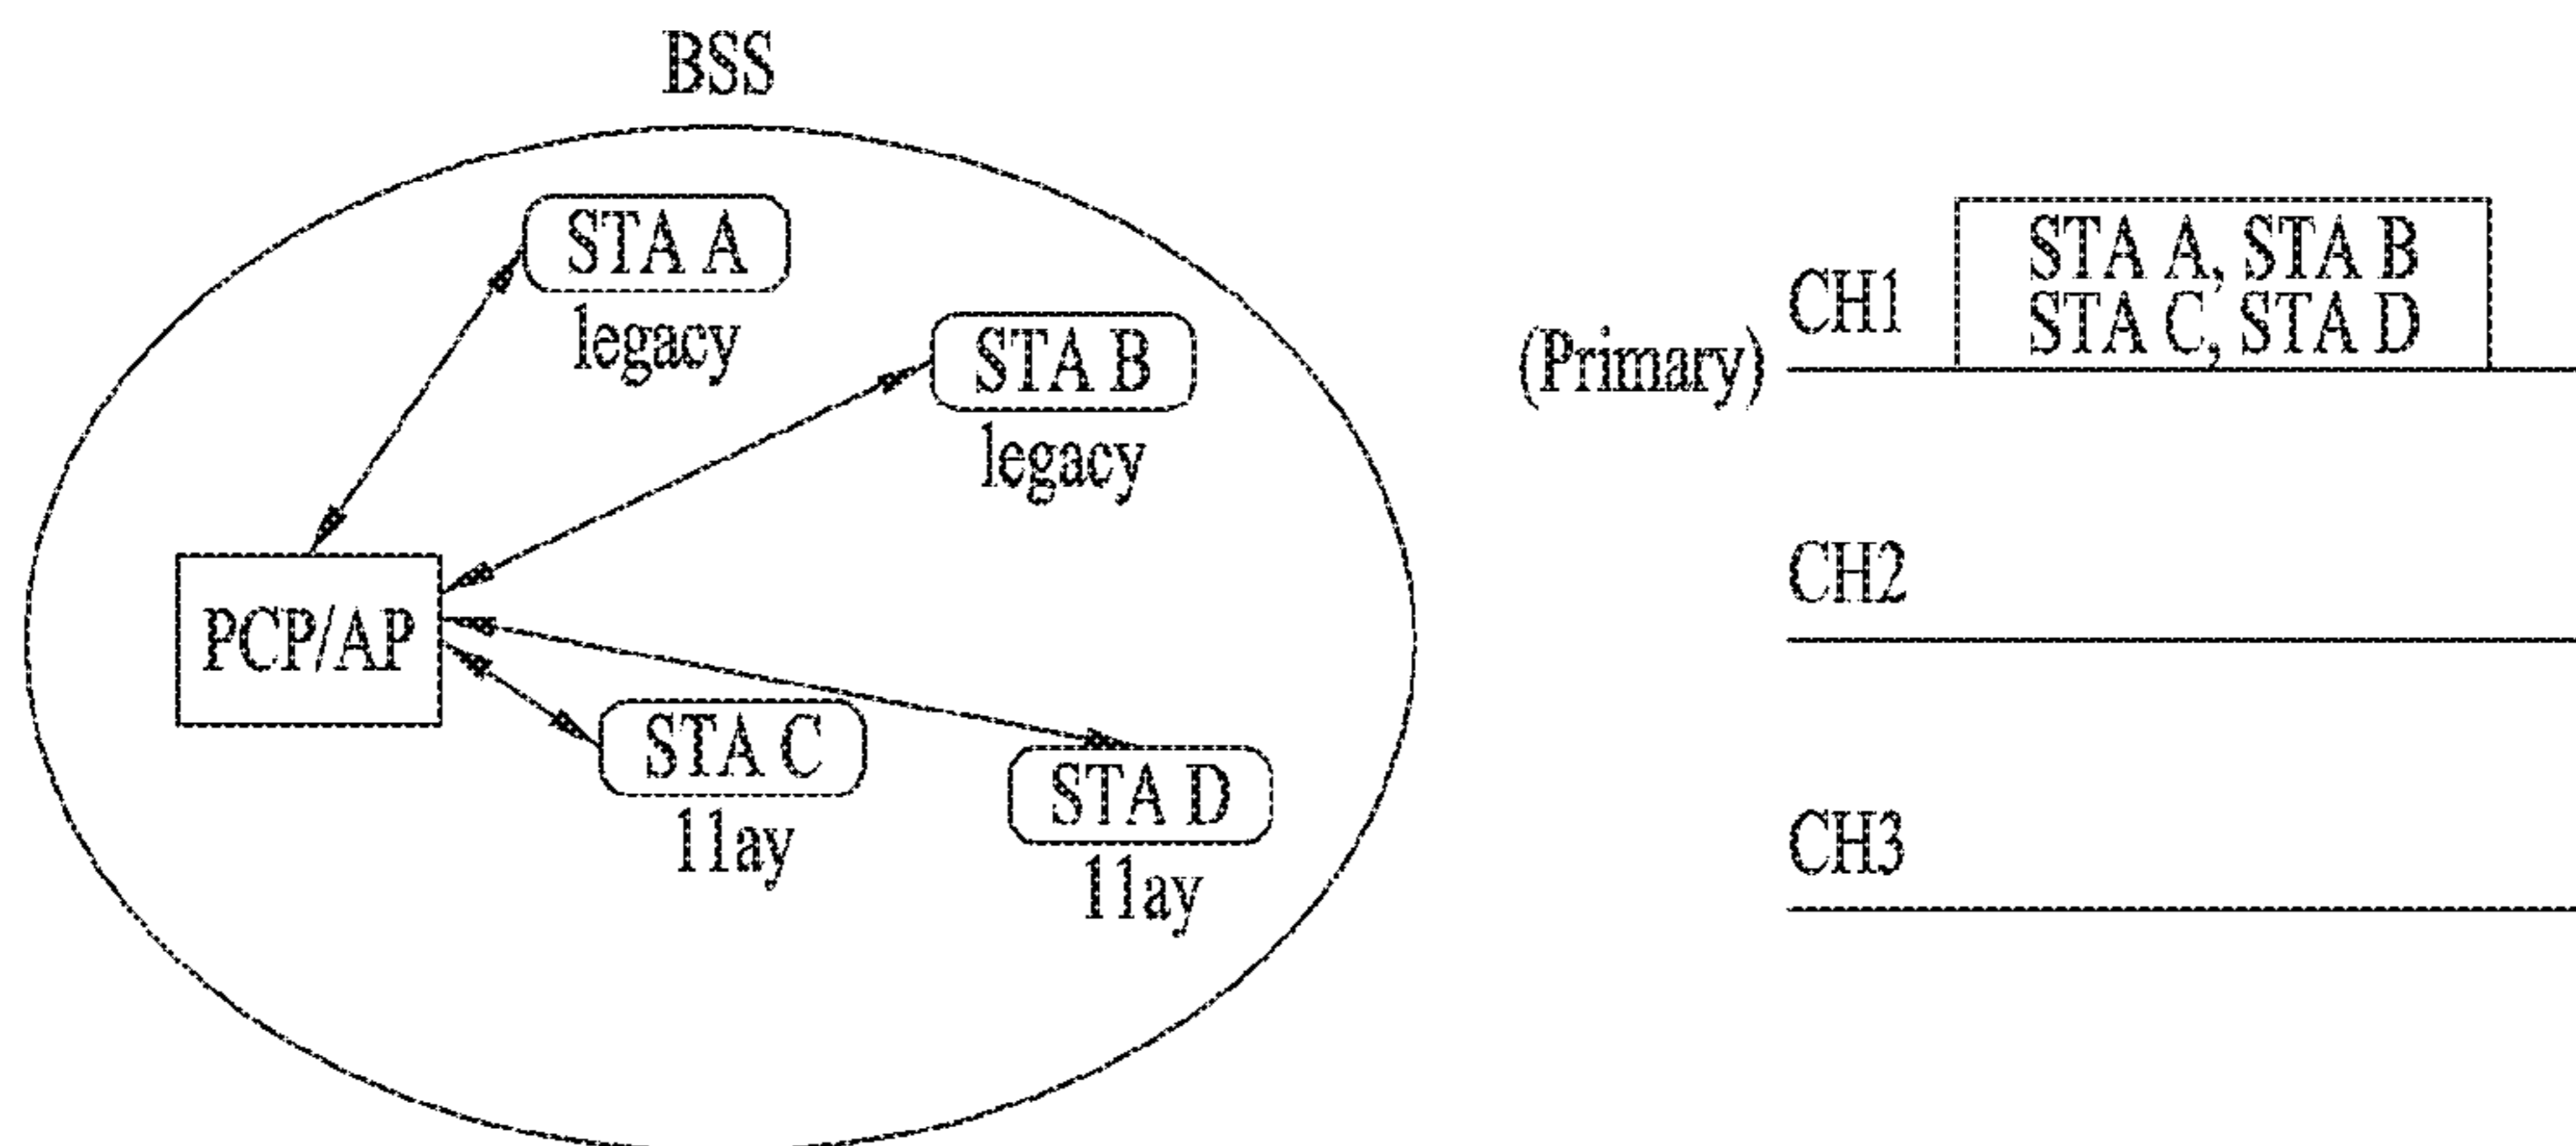 BSS
STA A
legacy
STA B
legacy
PCP/AP
STA C
11ay
STA D
11ay
CH1
STA A, STA B
STA C, STA D
(Primary)
CH2
CH3